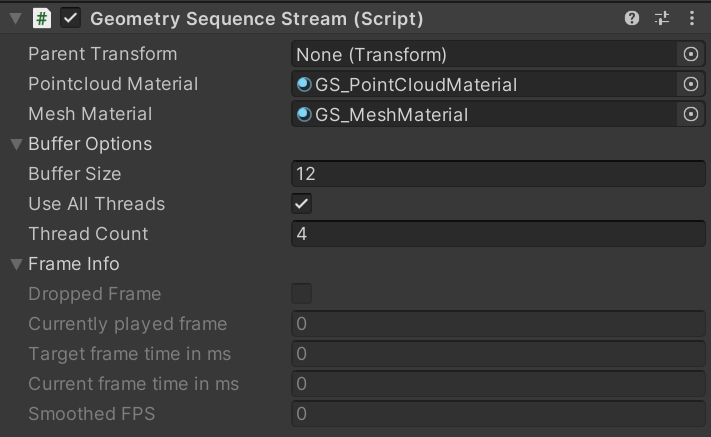 # Geometry Sequence Stream (Script)
Parent Transform None (Transform)
Pointcloud Material GS_PointCloudMaterial
Mesh Material GS_MeshMaterial
Buffer Options
Buffer Size 12
Use All Threads
Thread Count 4
Frame Info
Dropped Frame
Currently played frame 0
Target frame time in ms 0
Current frame time in ms 0
Smoothed FPS 0